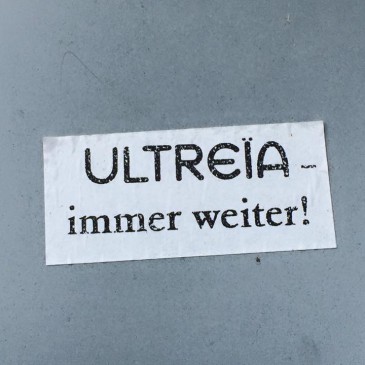 ULTREÏA –
immer weiter!